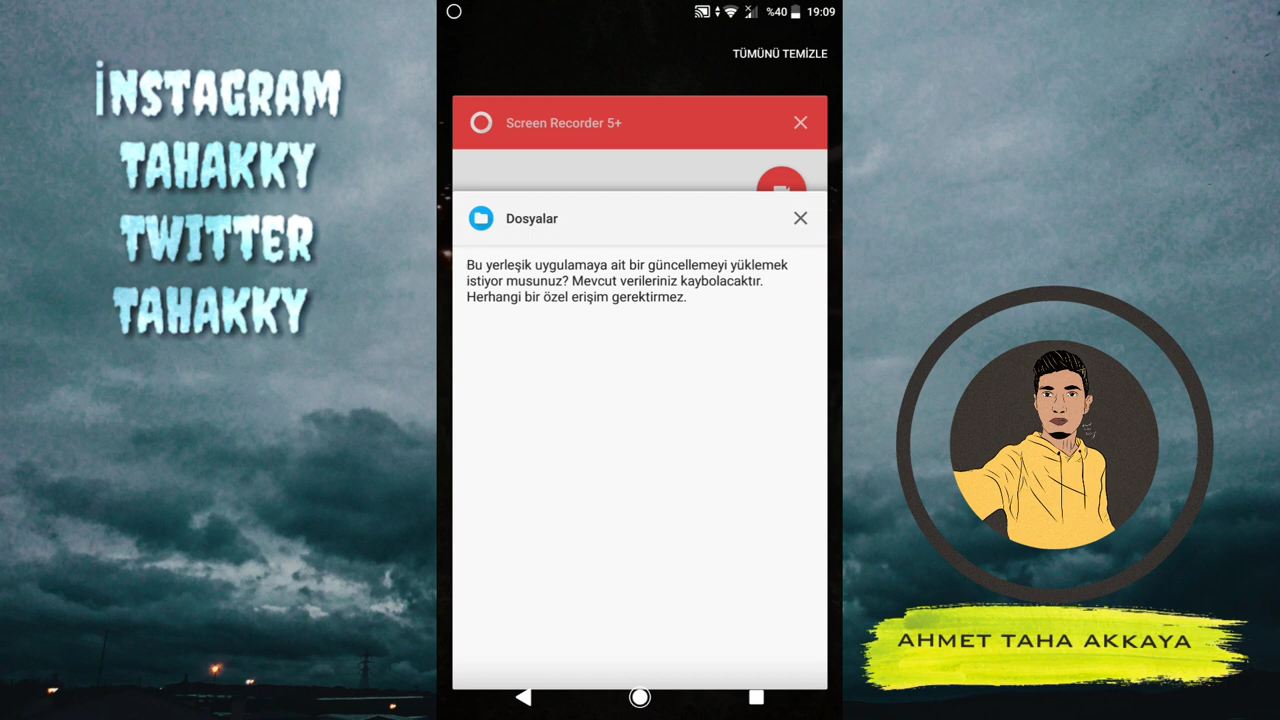 İNSTAGRAM
TAHAKKY
TWITTER
TAHAKKY
%40 19:09
TÜMÜNÜ TEMİZLE
Screen Recorder 5+
Dosyalar
Bu yerleşik uygulamaya ait bir güncellemeyi yüklemek
istiyor musunuz? Mevcut verileriniz kaybolacaktır.
Herhangi bir özel erişim gerektirmez.
AHMET TAHA AKKAYA